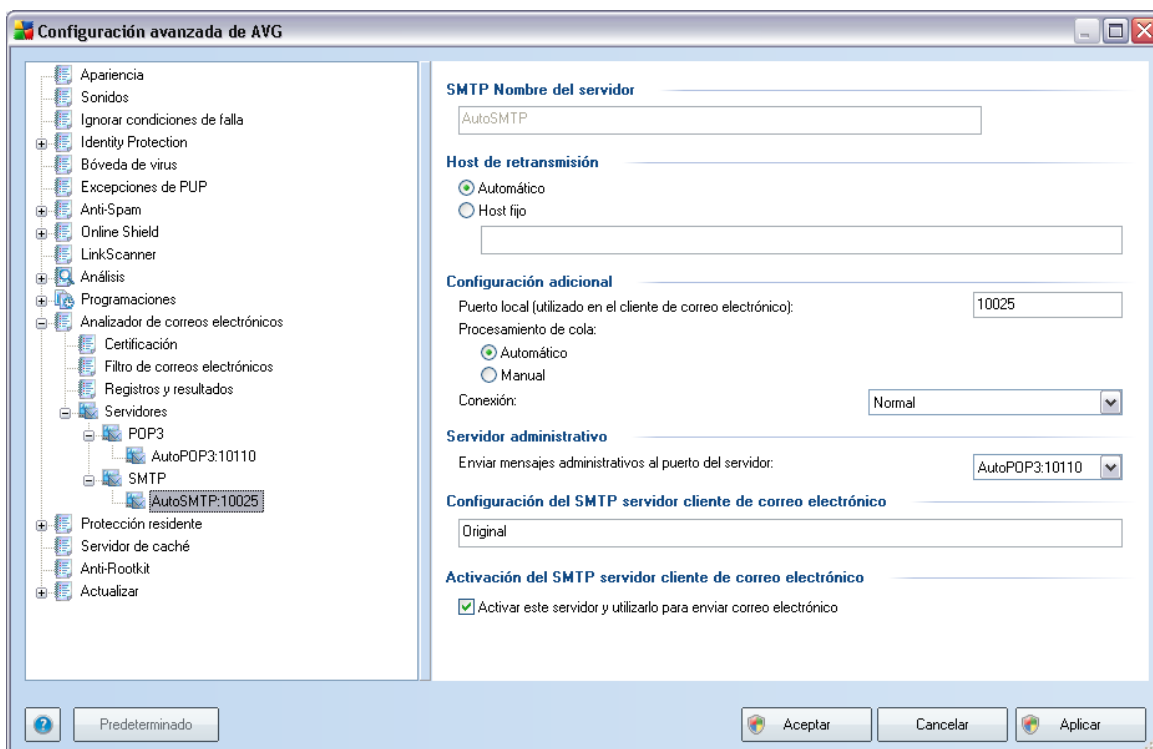 Configuración avanzada de AVG
Apariencia
Sonidos
Ignorar condiciones de falla
Identity Protection
Bóveda de virus
Excepciones de PUP
Anti-Spam
Online Shield
LinkScanner
Análisis
Programaciones
Analizador de correos electrónicos
Certificación
Filtro de correos electrónicos
Registros y resultados
Servidores
POP3
AutoPOP3:10110
SMTP
AutoSMTP:10025
Protección residente
Servidor de caché
Anti-Rootkit
Actualizar
SMTP Nombre del servidor
AutoSMTP
Host de retransmisión
Automático
Host fijo
Configuración adicional
Puerto local (utilizado en el cliente de correo electrónico): 10025
Procesamiento de cola:
Automático
Manual
Conexión: Normal
Servidor administrativo
Enviar mensajes administrativos al puerto del servidor: AutoPOP3:10110
Configuración del SMTP servidor cliente de correo electrónico
Original
Activación del SMTP servidor cliente de correo electrónico
Activar este servidor y utilizarlo para enviar correo electrónico
? Predeterminado Aceptar Cancelar Aplicar